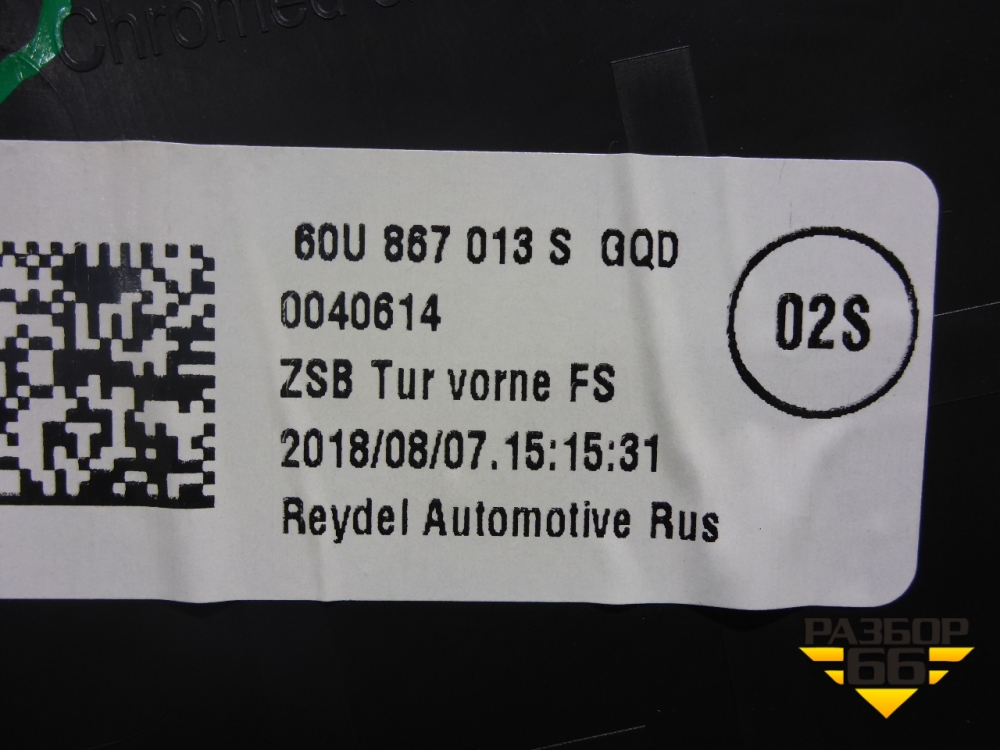 Chromed
60U 867 013 S GQD
0040614
ZSB Tur vorne FS
2018/08/07.15:15:31
Reydel Automotive Rus
02S
РАЗБОР
66